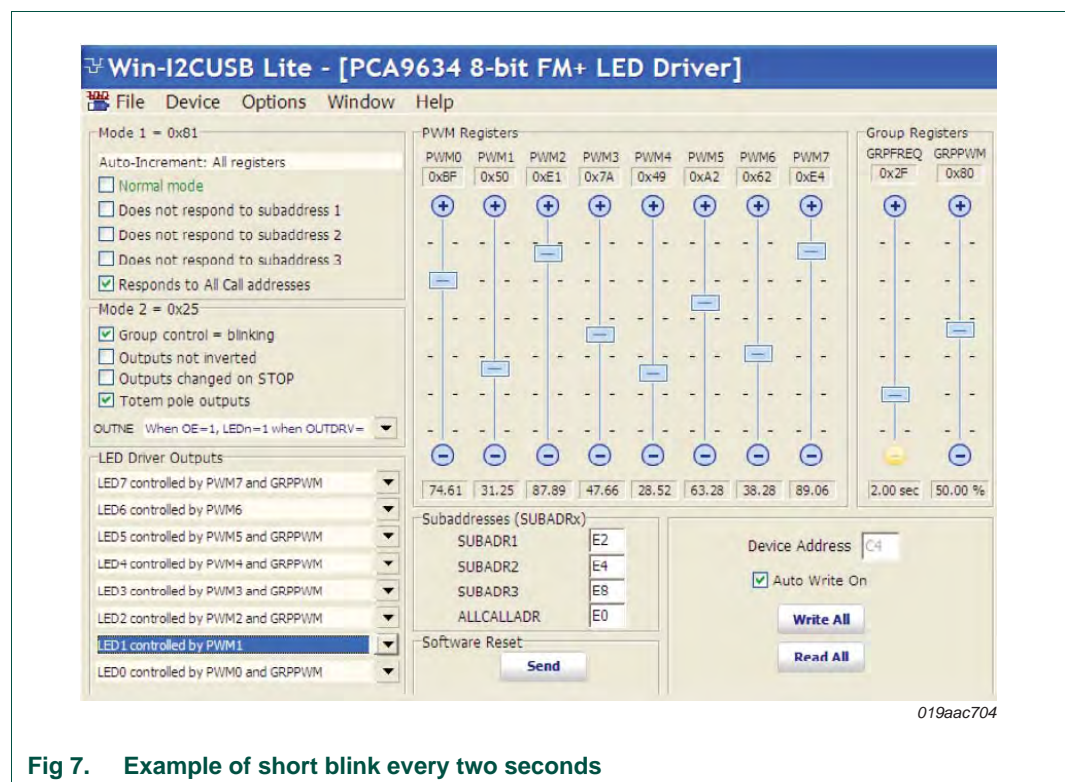 Win-I2CUSB Lite - [PCA9634 8-bit FM+ LED Driver]
File Device Options Window Help
Mode 1 = 0x81
Auto-Increment: All registers
Normal mode
Does not respond to subaddress 1
Does not respond to subaddress 2
Does not respond to subaddress 3
Responds to All Call addresses
Mode 2 = 0x25
Group control = blinking
Outputs not inverted
Outputs changed on STOP
Totem pole outputs
OUTNE When OE=1, LEDn=1 when OUTDRV=
LED Driver Outputs
LED7 controlled by PWM7 and GRPPWM
LED6 controlled by PWM6
LED5 controlled by PWM5 and GRPPWM
LED4 controlled by PWM4 and GRPPWM
LED3 controlled by PWM3 and GRPPWM
LED2 controlled by PWM2 and GRPPWM
LED1 controlled by PWM1
LED0 controlled by PWM0 and GRPPWM
PWM Registers
PWM0 PWM1 PWM2 PWM3 PWM4 PWM5 PWM6 PWM7
0xBF 0x50 0xE1 0x7A 0x49 0xA2 0x62 0xE4
74.61 31.25 87.89 47.66 28.52 63.28 38.28 89.06
Group Registers
GRPFREQ GRPPWM
0x2F 0x80
2.00 sec 50.00 %
Subaddresses (SUBADRx)
SUBADR1 E2
SUBADR2 E4
SUBADR3 E8
ALLCALLADR E0
Software Reset
Send
Device Address C4
Auto Write On
Write All
Read All
019aac704
Fig 7. Example of short blink every two seconds